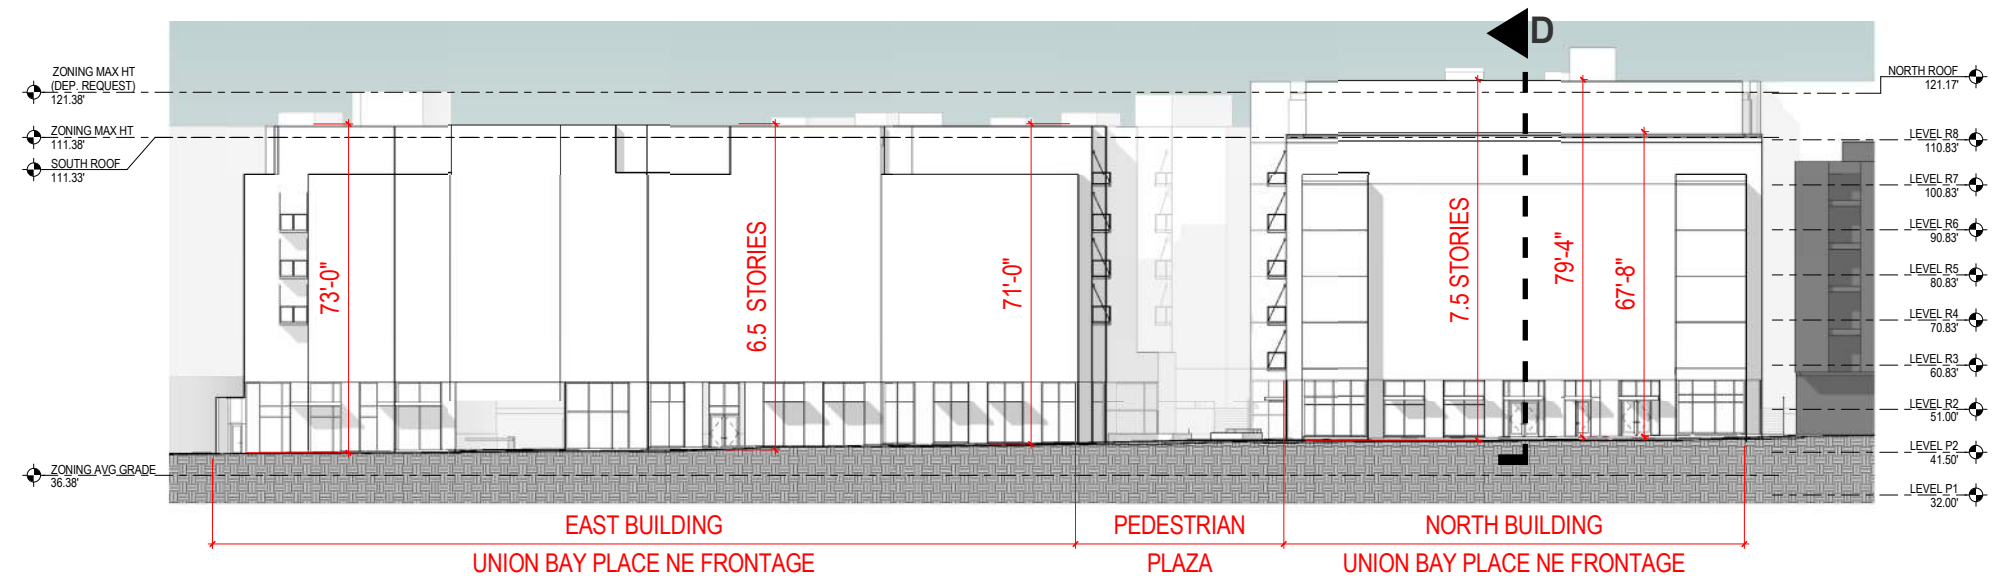 D
ZONING MAX HT
(DEP. REQUEST)
121.38'
ZONING MAX HT
111.38'
SOUTH ROOF
111.33'
ZONING AVG GRADE
36.38'
73'-0"
6.5 STORIES
71'-0"
7.5 STORIES
79'-4"
67'-8"
NORTH ROOF
121.17'
LEVEL R8
110.83'
LEVEL R7
100.83'
LEVEL R6
90.83'
LEVEL R5
80.83'
LEVEL R4
70.83'
LEVEL R3
60.83'
LEVEL R2
51.00'
LEVEL P2
41.50'
LEVEL P1
32.00'
EAST BUILDING
UNION BAY PLACE NE FRONTAGE
PEDESTRIAN
PLAZA
NORTH BUILDING
UNION BAY PLACE NE FRONTAGE